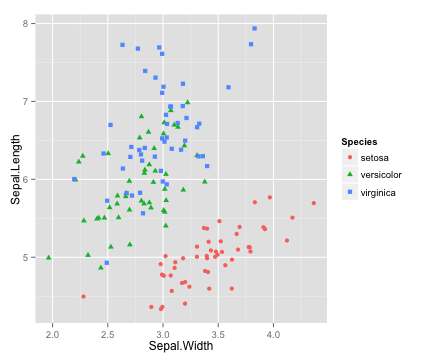 8
7
6
5
Sepal.Length
2.0 2.5 3.0 3.5 4.0
Sepal.Width
Species
setosa
versicolor
virginica